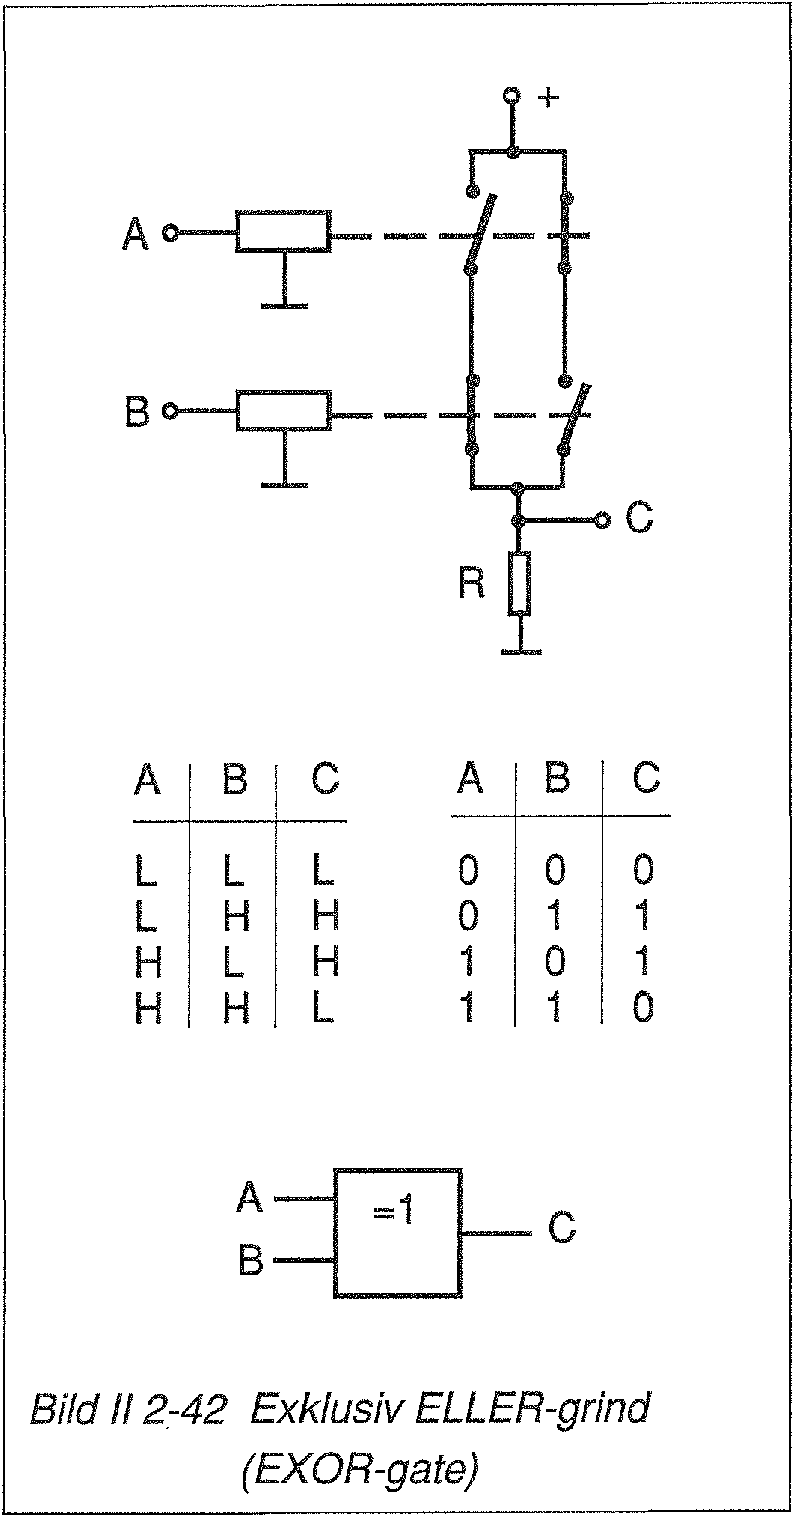 +
A
B
C
R
A B C
L L L
L H H
H L H
H H L
A B C
0 0 0
0 1 1
1 0 1
1 1 0
A
=1
B
C
Bild II 2-42 Exklusiv ELLER-grind
(EXOR-gate)